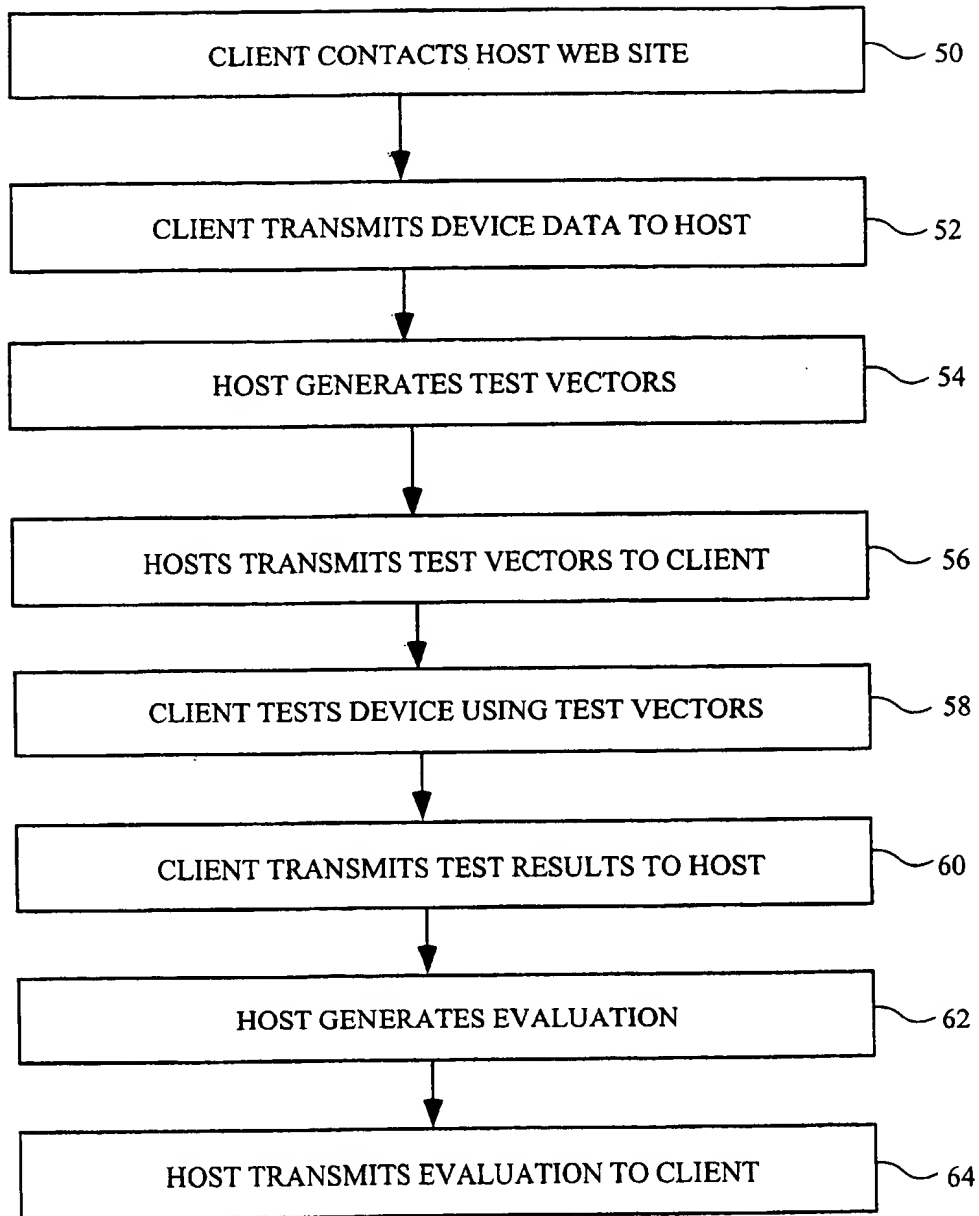 CLIENT CONTACTS HOST WEB SITE 50
CLIENT TRANSMITS DEVICE DATA TO HOST 52
HOST GENERATES TEST VECTORS 54
HOSTS TRANSMITS TEST VECTORS TO CLIENT 56
CLIENT TESTS DEVICE USING TEST VECTORS 58
CLIENT TRANSMITS TEST RESULTS TO HOST 60
HOST GENERATES EVALUATION 62
HOST TRANSMITS EVALUATION TO CLIENT 64